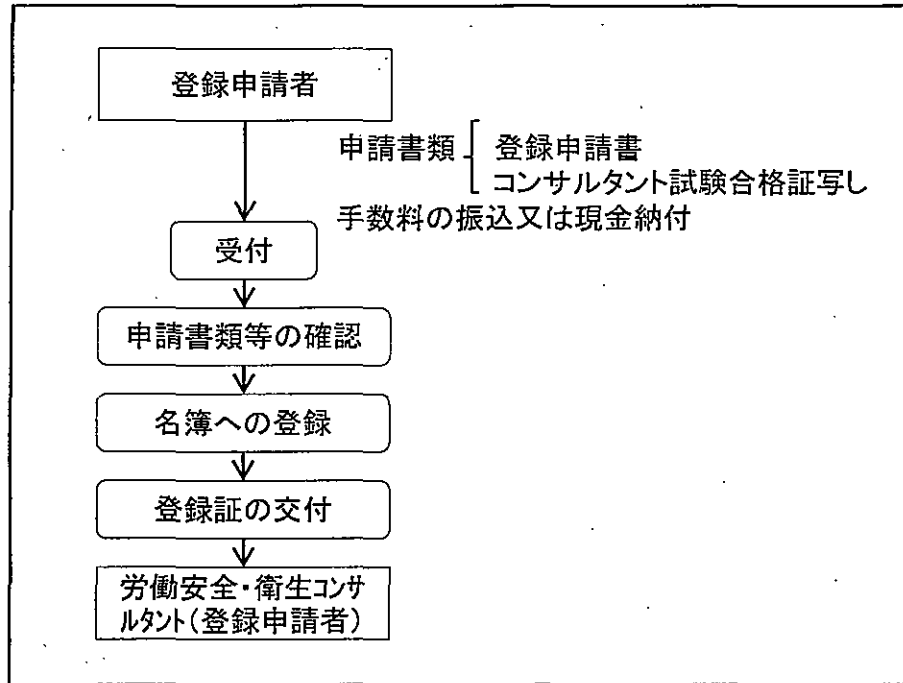 登録申請者
申請書類
登録申請書
コンサルタント試験合格証写し
手数料の振込又は現金納付
受付
申請書類等の確認
名簿への登録
登録証の交付
労働安全・衛生コンサ
ルタント(登録申請者)